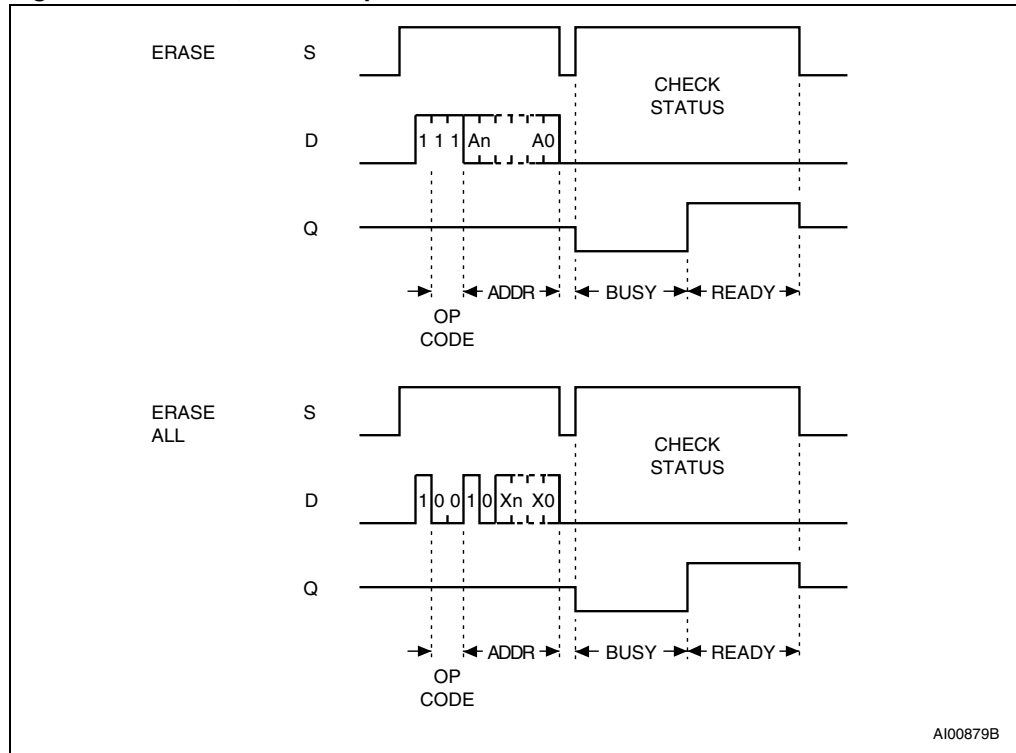 ERASE S
CHECK
STATUS
D 1 1 1 An A0
Q
ADDR BUSY READY
OP
CODE
ERASE
ALL S
CHECK
STATUS
D 1 0 0 1 0 Xn X0
Q
ADDR BUSY READY
OP
CODE
AI00879B